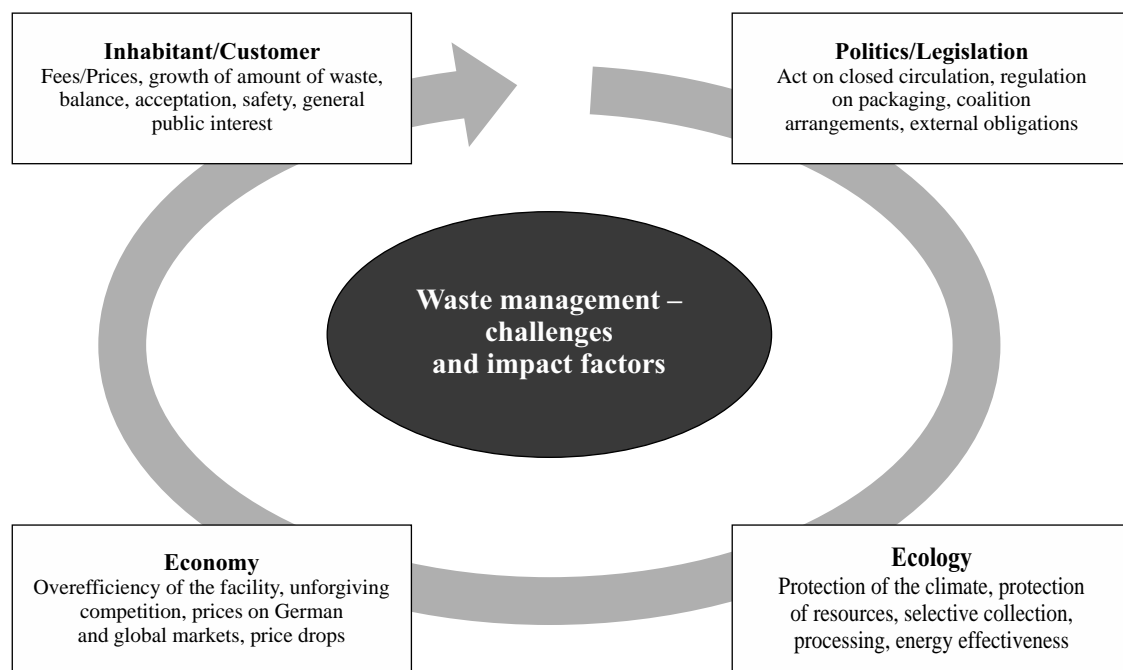 Inhabitant/Customer
Fees/Prices, growth of amount of waste,
balance, acceptation, safety, general
public interest
Politics/Legislation
Act on closed circulation, regulation
on packaging, coalition
arrangements, external obligations
Waste management –
challenges
and impact factors
Economy
Overefficiency of the facility, unforgiving
competition, prices on German
and global markets, price drops
Ecology
Protection of the climate, protection
of resources, selective collection,
processing, energy effectiveness